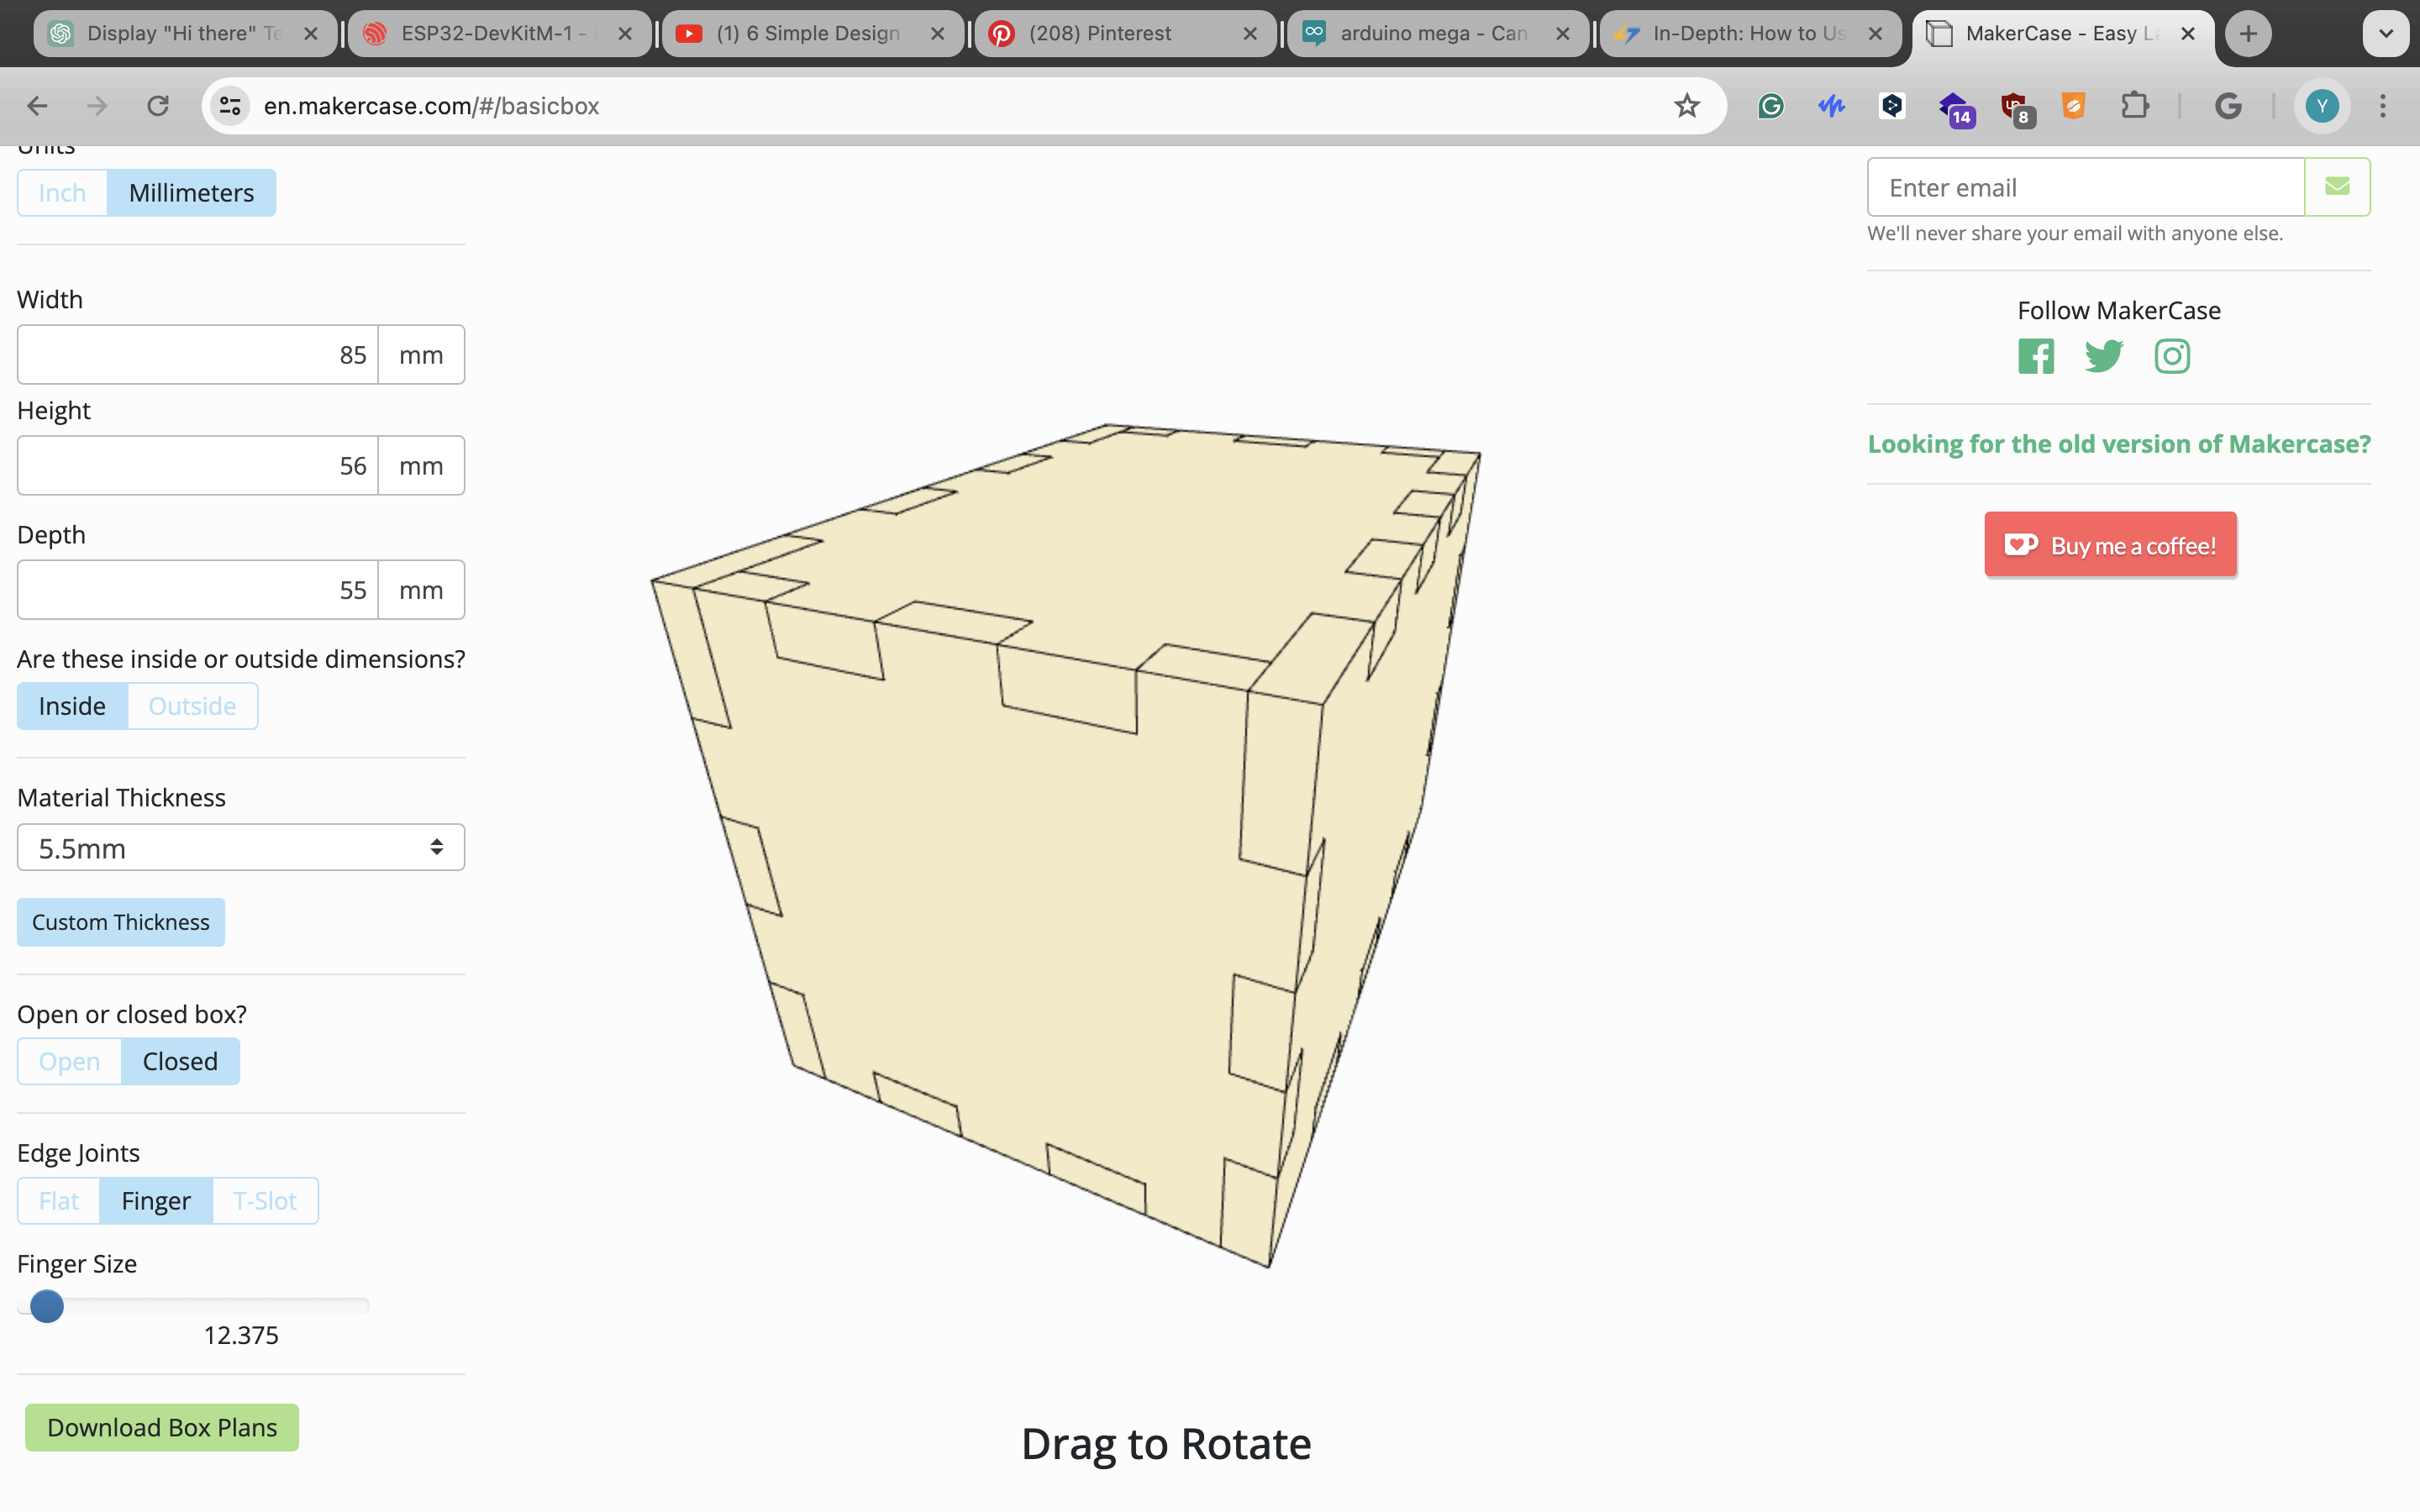 Display "Hi there" Te
ESP32-DevKitM-1 -
(1) 6 Simple Design
(208) Pinterest
arduino mega - Can
In-Depth: How to Us
MakerCase - Easy La
en.makercase.com/#/basicbox
14
8
Y
Units
Inch
Millimeters
Width
85 mm
Height
56 mm
Depth
55 mm
Are these inside or outside dimensions?
Inside
Outside
Material Thickness
5.5mm
Custom Thickness
Open or closed box?
Open
Closed
Edge Joints
Flat
Finger
T-Slot
Finger Size
12.375
Download Box Plans
Drag to Rotate
Enter email
We'll never share your email with anyone else.
Follow MakerCase
Looking for the old version of Makercase?
Buy me a coffee!